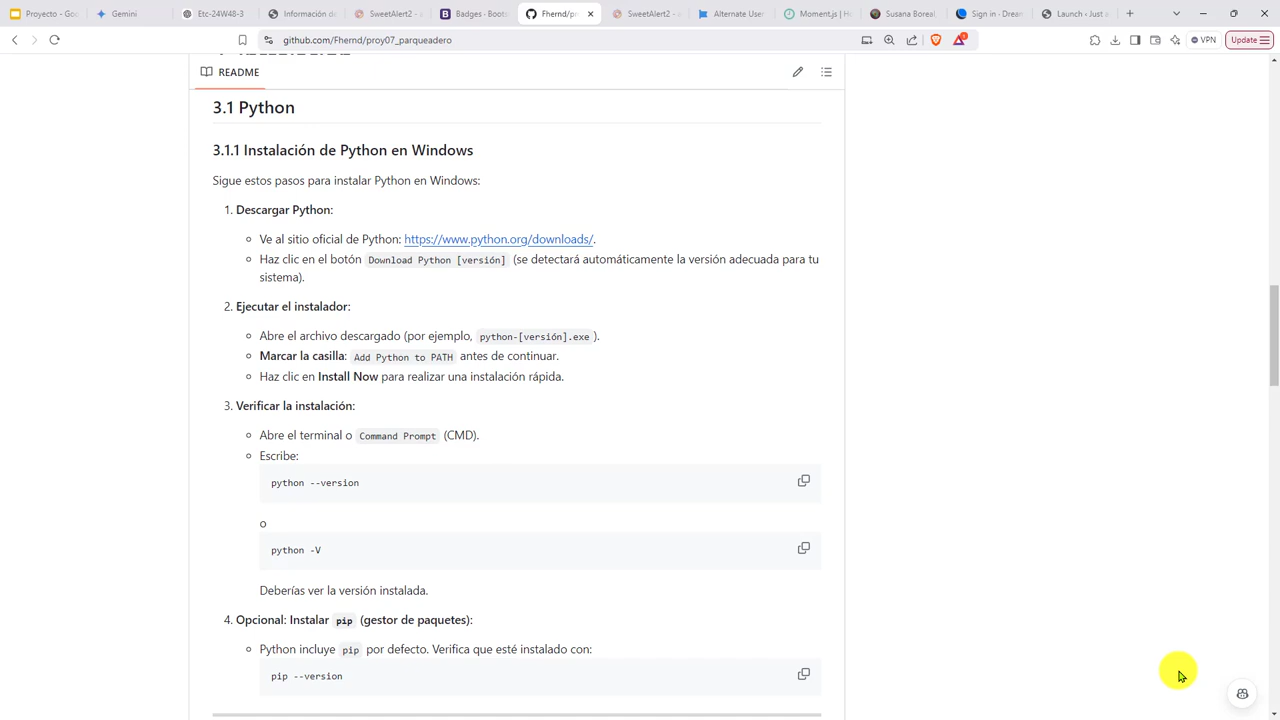 Proyecto - Goo
Gemini
Etc-24W48-3
Información de
SweetAlert2 - a
Badges - Boots
Fhernd/pr
SweetAlert2 - a
Alternate User
Moment.js | H
Susana Boreal
Sign in - Drean
Launch ‹ Just a
github.com/Fhernd/proy07_parqueadero
VPN
Update
README
3.1 Python
3.1.1 Instalación de Python en Windows
Sigue estos pasos para instalar Python en Windows:
1. Descargar Python:
Ve al sitio oficial de Python: https://www.python.org/downloads/.
Haz clic en el botón Download Python [versión] (se detectará automáticamente la versión adecuada para tu
sistema).
2. Ejecutar el instalador:
Abre el archivo descargado (por ejemplo, python-[versión].exe ).
Marcar la casilla: Add Python to PATH antes de continuar.
Haz clic en Install Now para realizar una instalación rápida.
3. Verificar la instalación:
Abre el terminal o Command Prompt (CMD).
Escribe:
python --version
o
python -V
Deberías ver la versión instalada.
4. Opcional: Instalar pip (gestor de paquetes):
Python incluye pip por defecto. Verifica que esté instalado con:
pip --version